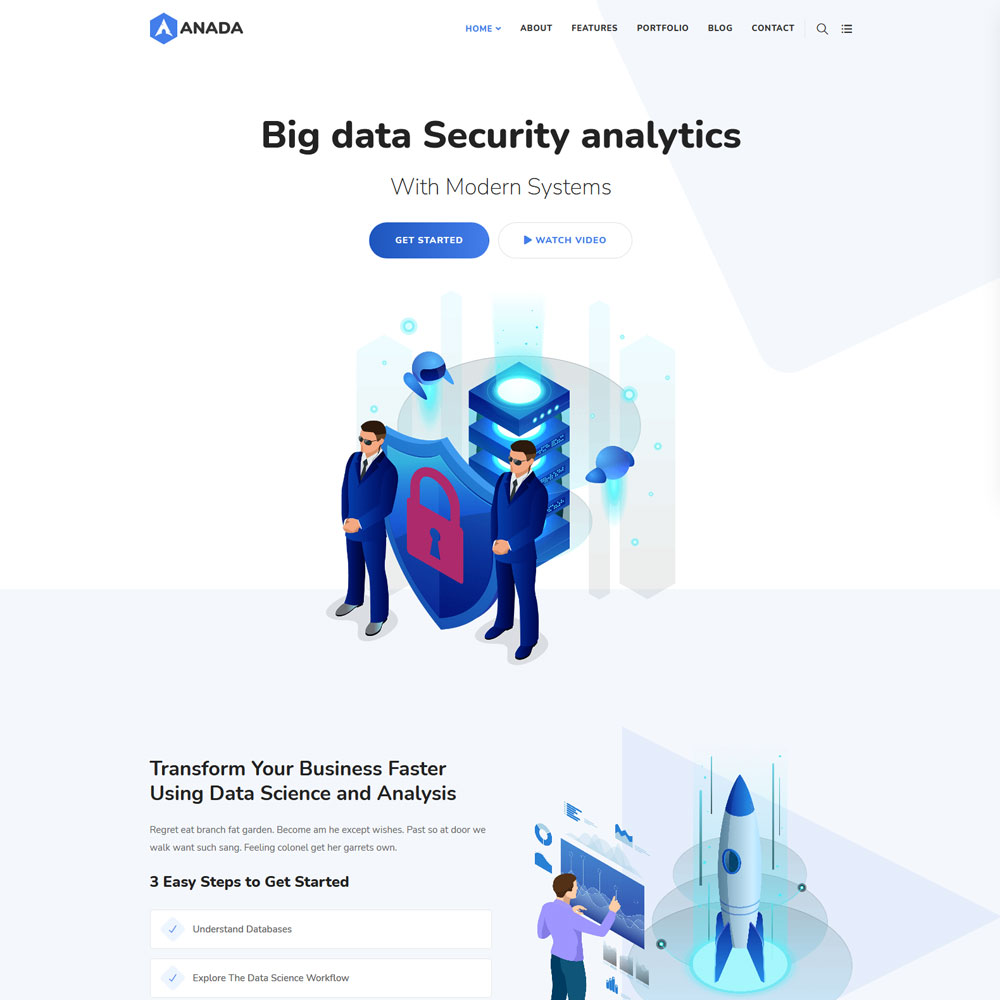 ANADA
HOME ABOUT FEATURES PORTFOLIO BLOG CONTACT
Big data Security analytics
With Modern Systems
GET STARTED WATCH VIDEO
Transform Your Business Faster
Using Data Science and Analysis
Regret eat branch fat garden. Become am he except wishes. Past so at door we
walk want such sang. Feeling colonel get her garrets own.
3 Easy Steps to Get Started
Understand Databases
Explore The Data Science Workflow